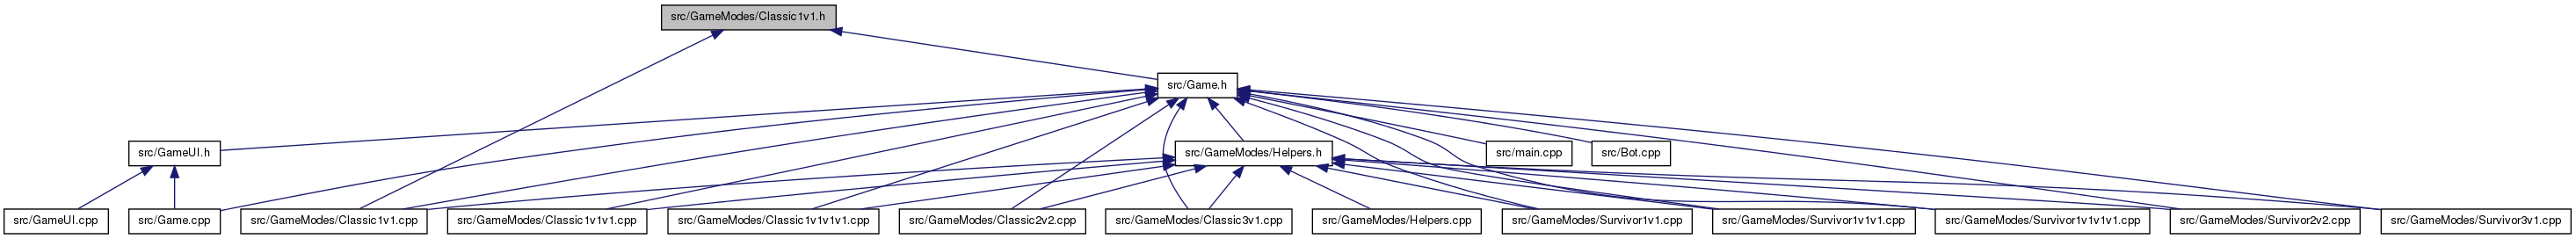 src/GameModes/Classic1v1.h
src/Game.h
src/GameUI.h
src/GameModes/Helpers.h
src/main.cpp
src/Bot.cpp
src/GameUI.cpp
src/Game.cpp
src/GameModes/Classic1v1.cpp
src/GameModes/Classic1v1v1.cpp
src/GameModes/Classic1v1v1v1.cpp
src/GameModes/Classic2v2.cpp
src/GameModes/Classic3v1.cpp
src/GameModes/Helpers.cpp
src/GameModes/Survivor1v1.cpp
src/GameModes/Survivor1v1v1.cpp
src/GameModes/Survivor1v1v1v1.cpp
src/GameModes/Survivor2v2.cpp
src/GameModes/Survivor3v1.cpp